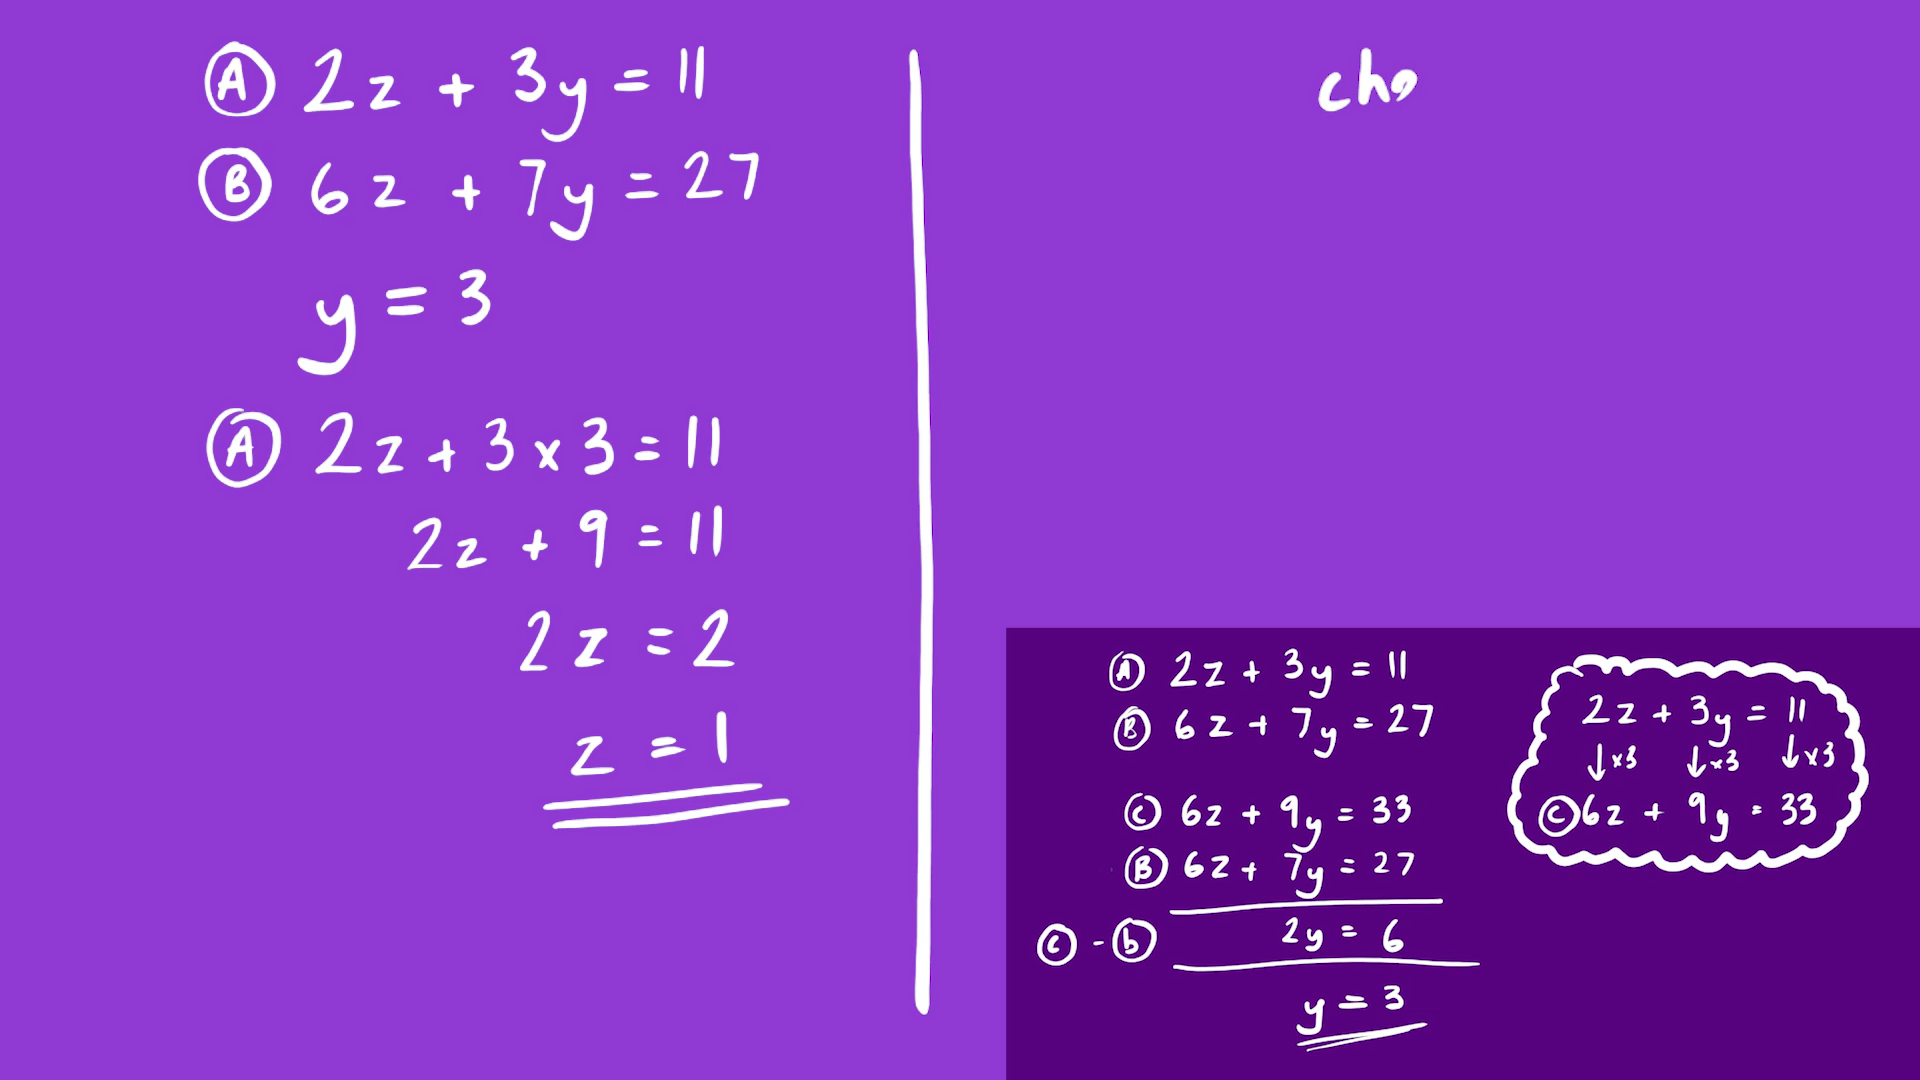 Ⓐ 2z + 3y = 11
Ⓑ 6z + 7y = 27
y = 3
Ⓐ 2z + 3 x 3 = 11
2z + 9 = 11
2z = 2
z = 1
Ⓐ 2z + 3y = 11
Ⓑ 6z + 7y = 27
Ⓒ 6z + 9y = 33
Ⓑ 6z + 7y = 27
Ⓒ - ⓑ 2y = 6
y = 3
2z + 3y = 11
↓x3 ↓x3 ↓x3
Ⓒ 6z + 9y = 33